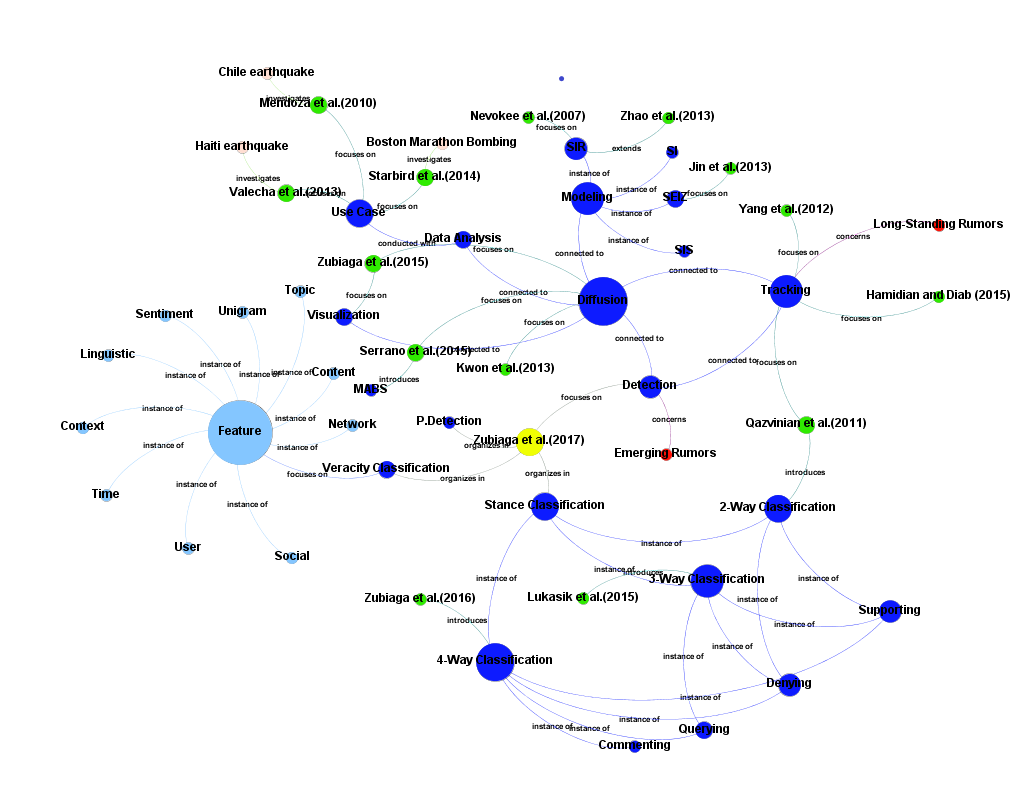 Chile earthquake
investigates
Mendoza et al.(2010)
Nevokee et al.(2007)
Zhao et al.(2013)
focuses on
Haiti earthquake
Boston Marathon Bombing
SIR
extends
SI
focuses on
investigates
instance of
Jin et al.(2013)
investigates
Starbird et al.(2014)
Valecha et al.(2013)
focuses on
instance of
Modeling
SEIZ
focuses on
Use Case
focuses on
instance of
Yang et al.(2012)
Long-Standing Rumors
concerns
Data Analysis
conducted with
focuses on
instance of
SIS
connected to
focuses on
Zubiaga et al.(2015)
connected to
Topic
focuses on
connected to
focuses on
Diffusion
Tracking
Hamidian and Diab (2015)
Sentiment
Unigram
Visualization
focuses on
focuses on
connected to
Linguistic
Serrano et al.(2015)
connected to
connected to
focuses on
instance of
instance of
instance of
instance of
Content
introduces
Kwon et al.(2013)
MABS
Detection
Context
instance of
instance of
focuses on
concerns
Network
P.Detection
Qazvinian et al.(2011)
Feature
Zubiaga et al.(2017)
instance of
instance of
organizes in
Emerging Rumors
Veracity Classification
focuses on
organizes in
organizes in
introduces
instance of
Time
instance of
Stance Classification
2-Way Classification
User
Social
instance of
instance of
instance of
introduces
3-Way Classification
instance of
Zubiaga et al.(2016)
Lukasik et al.(2015)
instance of
Supporting
introduces
instance of
instance of
instance of
4-Way Classification
Denying
instance of
instance of
instance of
instance of
Querying
Commenting